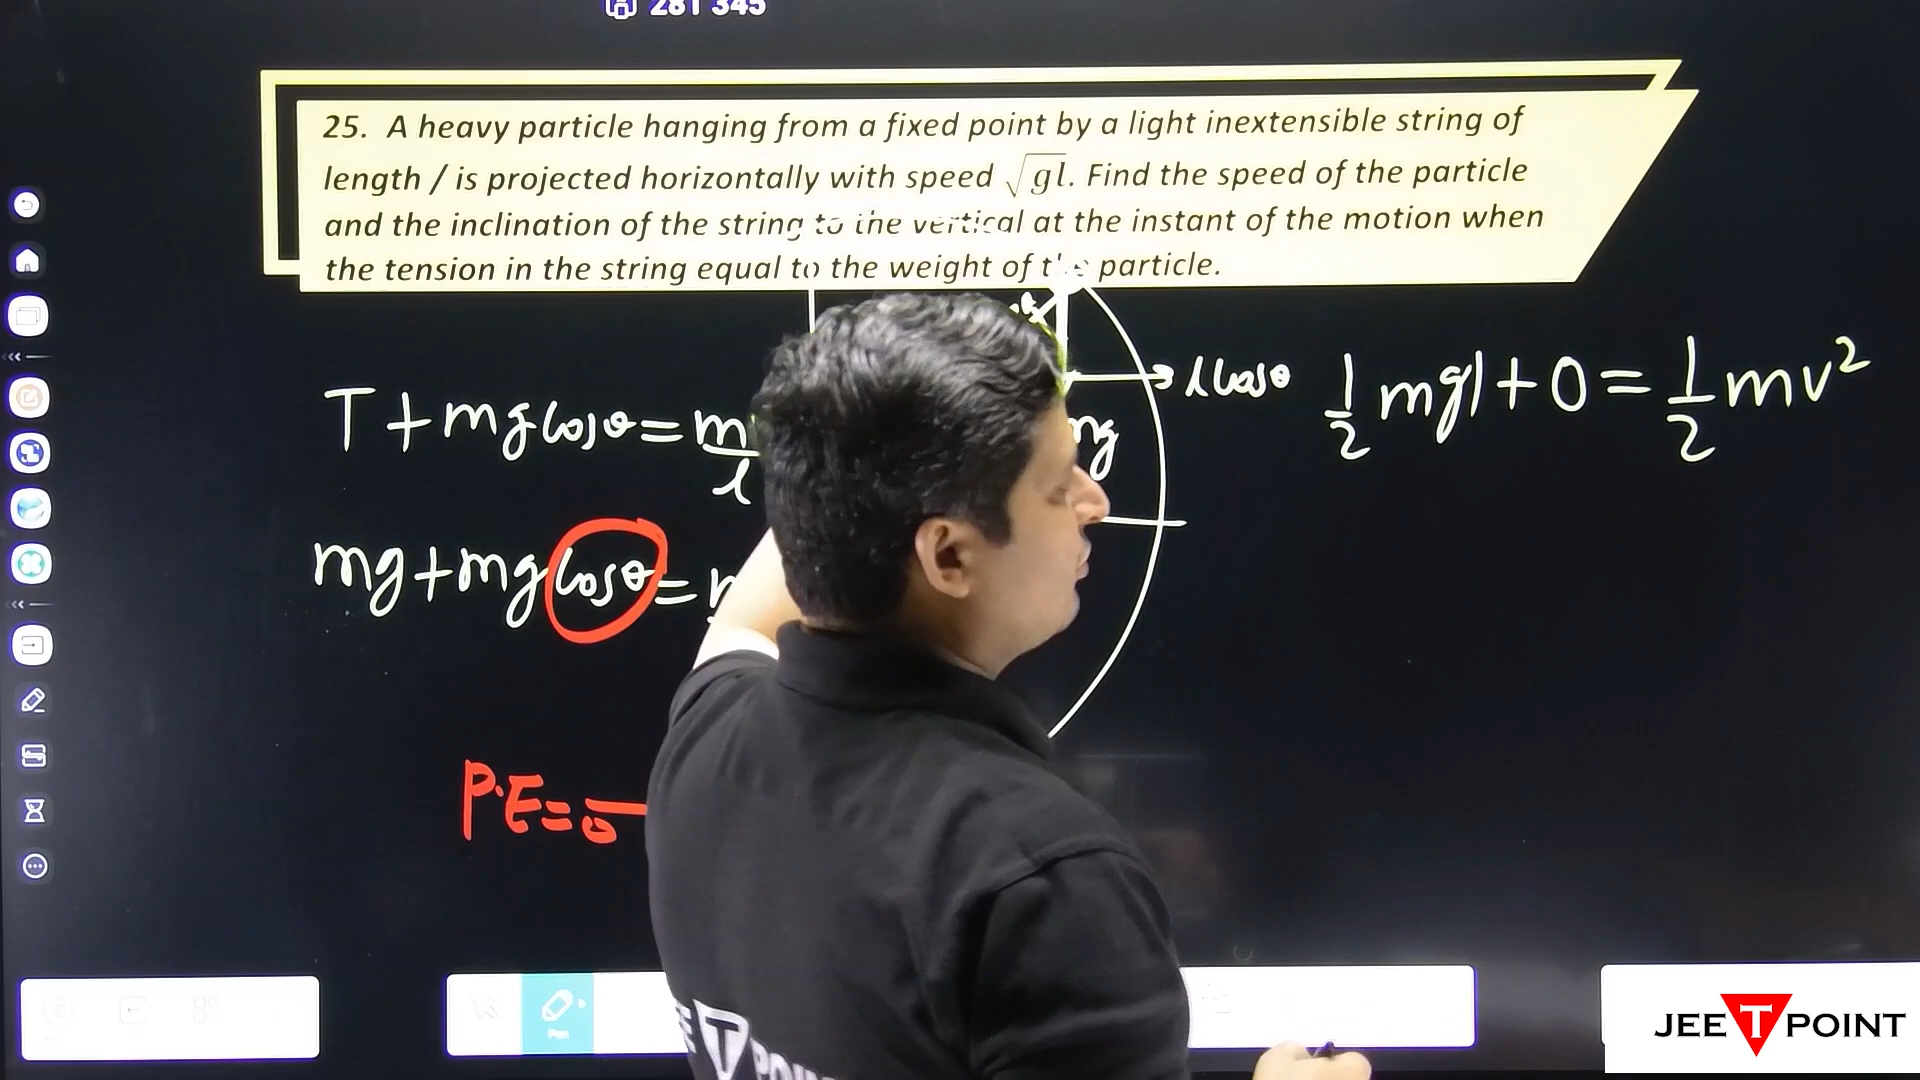 281 345
25. A heavy particle hanging from a fixed point by a light inextensible string of
length l is projected horizontally with speed √gl. Find the speed of the particle
and the inclination of the string to the vertical at the instant of the motion when
the tension in the string equal to the weight of the particle.
T + mg cosθ = m/l
lcosθ
1/2 mgl + 0 = 1/2 mv²
mg
mg + mg cosθ =
P.E = 0
Pen
JEE T POINT